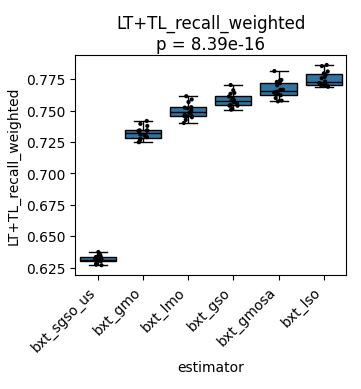 LT+TL_recall_weighted
p = 8.39e-16
LT+TL_recall_weighted
0.775
0.750
0.725
0.700
0.675
0.650
0.625
bxt_sgso_us
bxt_gmo
bxt_lmo
bxt_gso
bxt_gmosa
bxt_lso
estimator